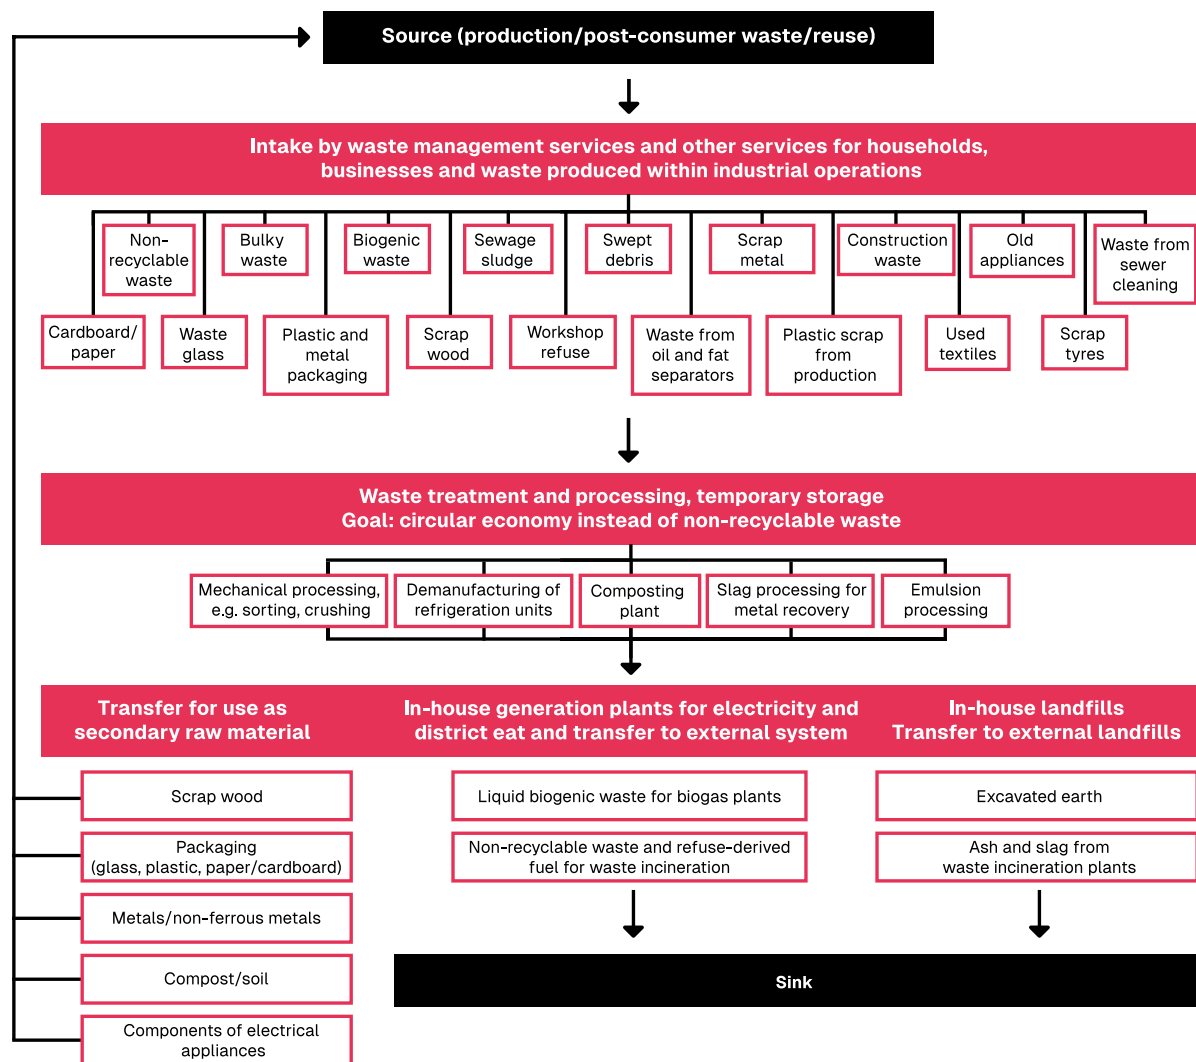 Source (production/post-consumer waste/reuse)
Intake by waste management services and other services for households,
businesses and waste produced within industrial operations
Non-
recyclable
waste
Bulky
waste
Biogenic
waste
Sewage
sludge
Swept
debris
Scrap
metal
Construction
waste
Old
appliances
Waste from
sewer
cleaning
Cardboard/
paper
Waste
glass
Plastic and
metal
packaging
Scrap
wood
Workshop
refuse
Waste from
oil and fat
separators
Plastic scrap
from
production
Used
textiles
Scrap
tyres
Waste treatment and processing, temporary storage
Goal: circular economy instead of non-recyclable waste
Mechanical processing,
e.g. sorting, crushing
Demanufacturing of
refrigeration units
Composting
plant
Slag processing for
metal recovery
Emulsion
processing
Transfer for use as
secondary raw material
In-house generation plants for electricity and
district eat and transfer to external system
In-house landfills
Transfer to external landfills
Scrap wood
Packaging
(glass, plastic, paper/cardboard)
Metals/non-ferrous metals
Compost/soil
Components of electrical
appliances
Liquid biogenic waste for biogas plants
Non-recyclable waste and refuse-derived
fuel for waste incineration
Excavated earth
Ash and slag from
waste incineration plants
Sink